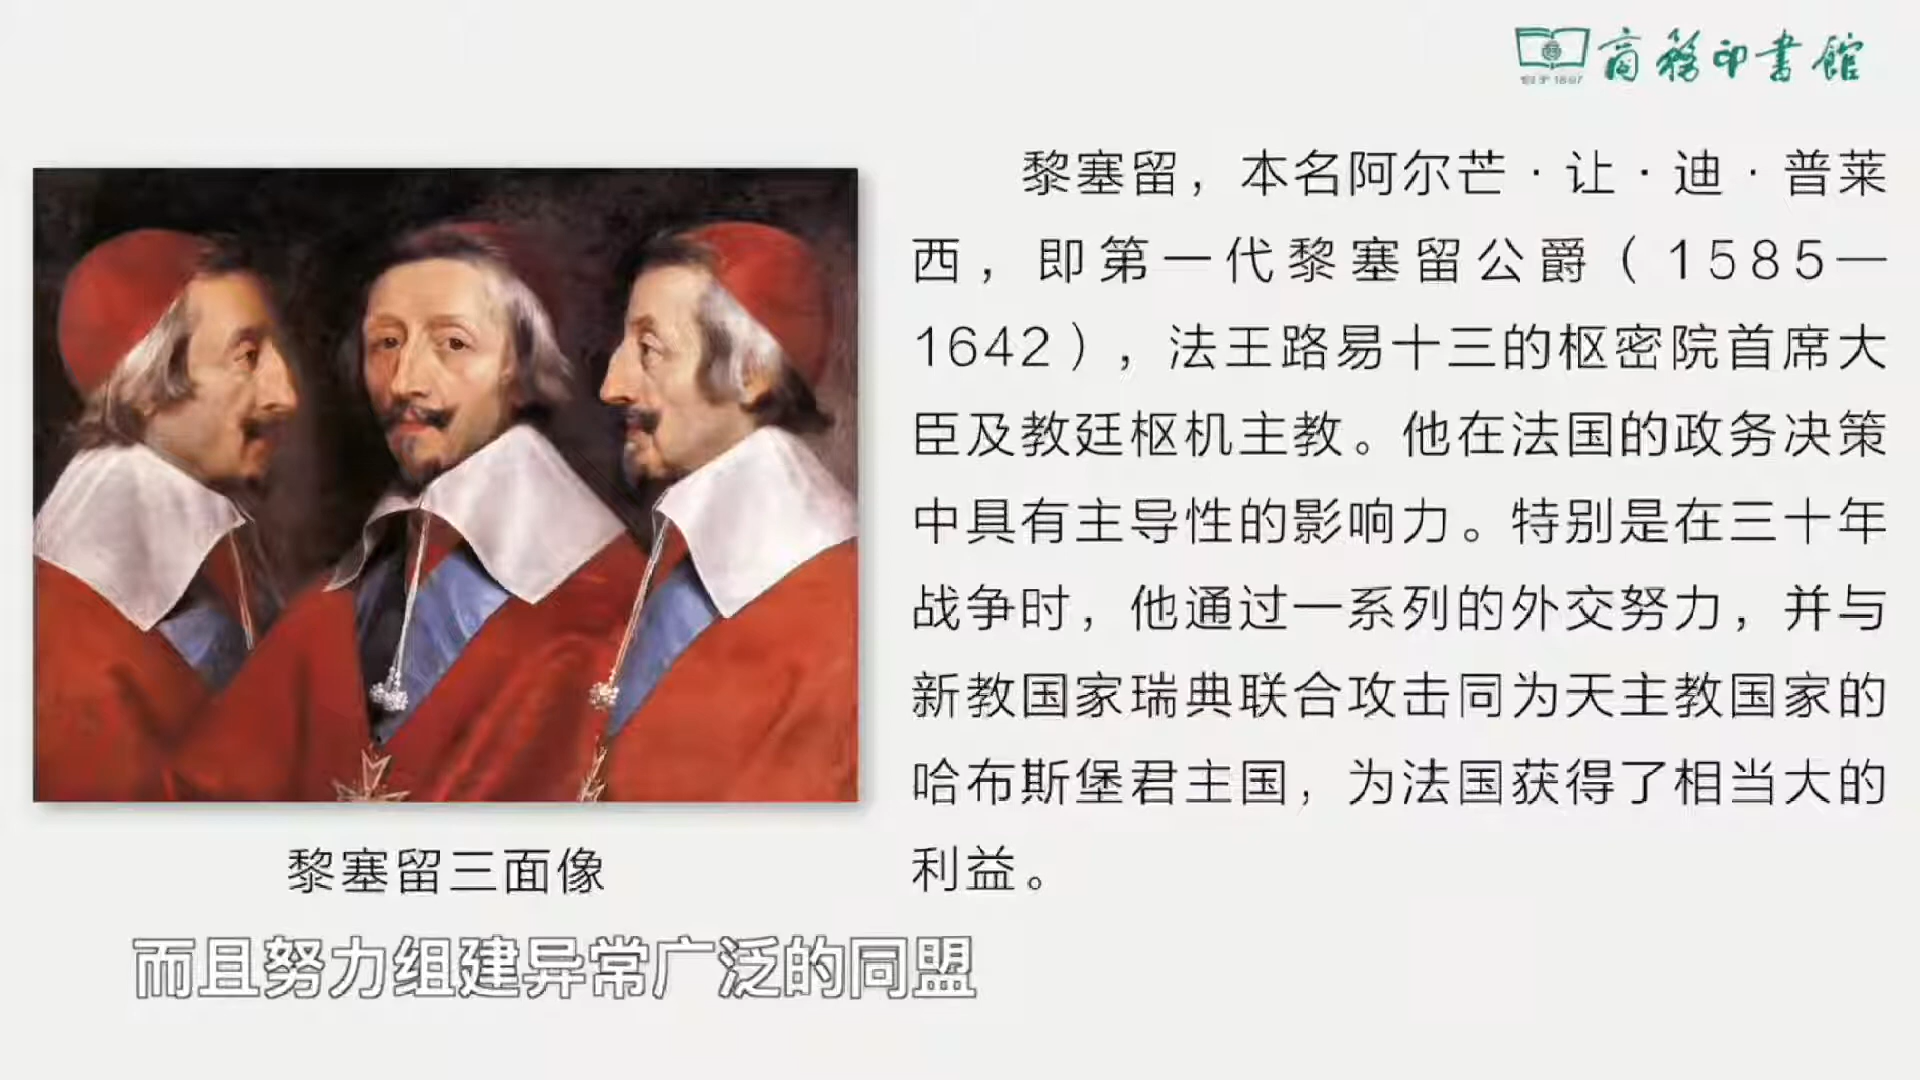 商務印書館
创于1897
黎塞留，本名阿尔芒·让·迪·普莱
西，即第一代黎塞留公爵（1585—
1642），法王路易十三的枢密院首席大
臣及教廷枢机主教。他在法国的政务决策
中具有主导性的影响力。特别是在三十年
战争时，他通过一系列的外交努力，并与
新教国家瑞典联合攻击同为天主教国家的
哈布斯堡君主国，为法国获得了相当大的
利益。
黎塞留三面像
而且努力组建异常广泛的同盟